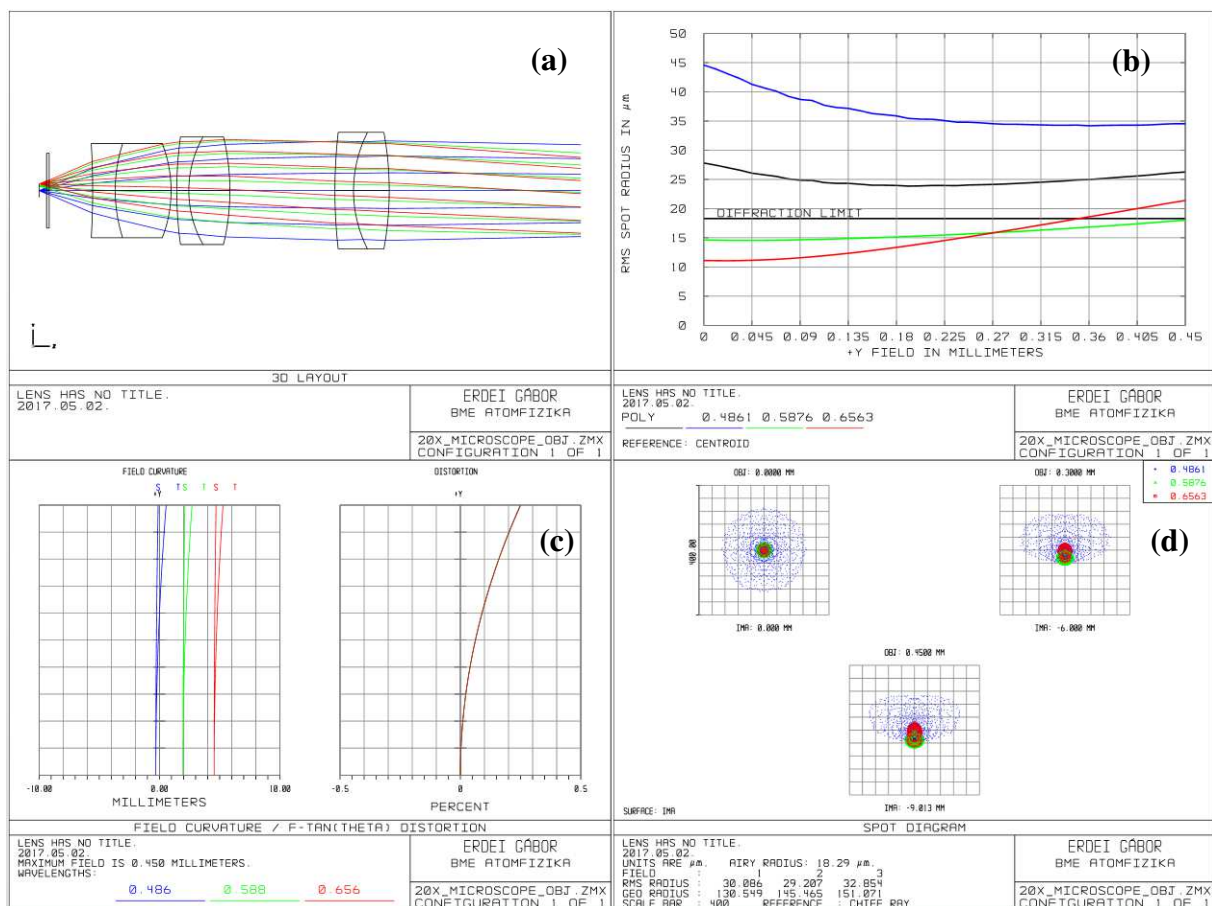 (a)
Y
Z
3D LAYOUT
LENS HAS NO TITLE.
2017.05.02.
ERDEI GÁBOR
BME ATOMFIZIKA
20X_MICROSCOPE_OBJ.ZMX
CONFIGURATION 1 OF 1
(b)
50
45
40
35
30
25
20
15
10
5
0
RMS SPOT RADIUS IN µm
DIFFRACTION LIMIT
0 0.045 0.09 0.135 0.18 0.225 0.27 0.315 0.36 0.405 0.45
+Y FIELD IN MILLIMETERS
LENS HAS NO TITLE.
2017.05.02.
POLY 0.4861 0.5876 0.6563
REFERENCE: CENTROID
ERDEI GÁBOR
BME ATOMFIZIKA
20X_MICROSCOPE_OBJ.ZMX
CONFIGURATION 1 OF 1
FIELD CURVATURE
S T S T S T
+Y
-10.00 0.00 10.00
MILLIMETERS
DISTORTION
+Y
(c)
-0.5 0 0.5
PERCENT
FIELD CURVATURE / F-TAN(THETA) DISTORTION
LENS HAS NO TITLE.
2017.05.02.
MAXIMUM FIELD IS 0.450 MILLIMETERS.
WAVELENGTHS:
0.486 0.588 0.656
ERDEI GÁBOR
BME ATOMFIZIKA
20X_MICROSCOPE_OBJ.ZMX
CONFIGURATION 1 OF 1
OBJ: 0.0000 MM
400.00
IMA: 0.000 MM
OBJ: 0.3000 MM
IMA: -6.000 MM
0.4861
0.5876
0.6563
(d)
OBJ: 0.4500 MM
IMA: -9.013 MM
SURFACE: IMA
SPOT DIAGRAM
LENS HAS NO TITLE.
2017.05.02.
UNITS ARE µm. AIRY RADIUS: 18.29 µm.
FIELD : 1 2 3
RMS RADIUS : 30.086 29.207 32.854
GEO RADIUS : 130.549 145.465 151.071
SCALE BAR : 400 REFERENCE : CHIEF RAY
ERDEI GÁBOR
BME ATOMFIZIKA
20X_MICROSCOPE_OBJ.ZMX
CONFIGURATION 1 OF 1